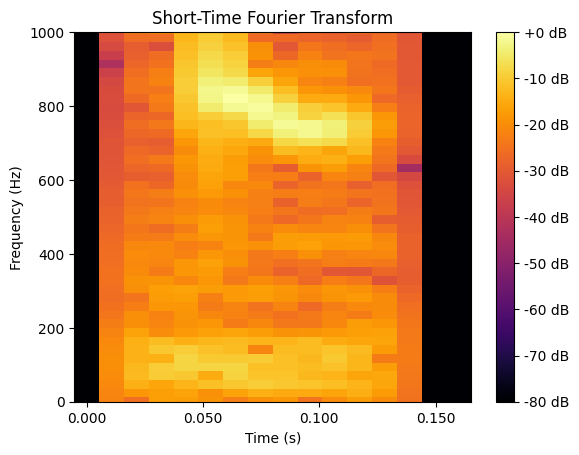 Short-Time Fourier Transform
1000
800
600
400
200
0
Frequency (Hz)
0.000
0.050
0.100
0.150
Time (s)
+0 dB
-10 dB
-20 dB
-30 dB
-40 dB
-50 dB
-60 dB
-70 dB
-80 dB